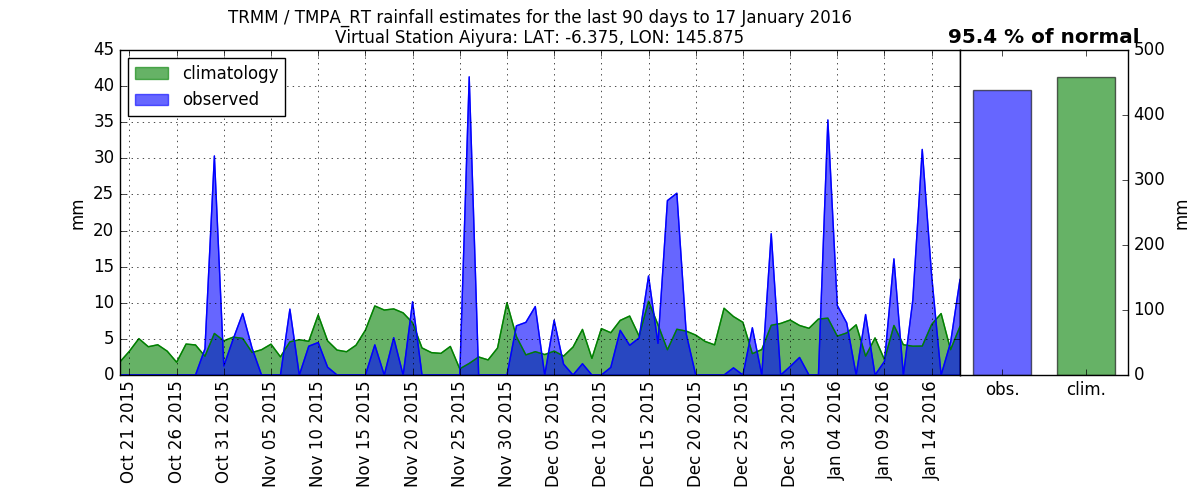 TRMM / TMPA_RT rainfall estimates for the last 90 days to 17 January 2016
Virtual Station Aiyura: LAT: -6.375, LON: 145.875
95.4 % of normal
climatology
observed
mm
45
40
35
30
25
20
15
10
5
0
Oct 21 2015
Oct 26 2015
Oct 31 2015
Nov 05 2015
Nov 10 2015
Nov 15 2015
Nov 20 2015
Nov 25 2015
Nov 30 2015
Dec 05 2015
Dec 10 2015
Dec 15 2015
Dec 20 2015
Dec 25 2015
Dec 30 2015
Jan 04 2016
Jan 09 2016
Jan 14 2016
obs.
clim.
500
400
300
200
100
0
mm